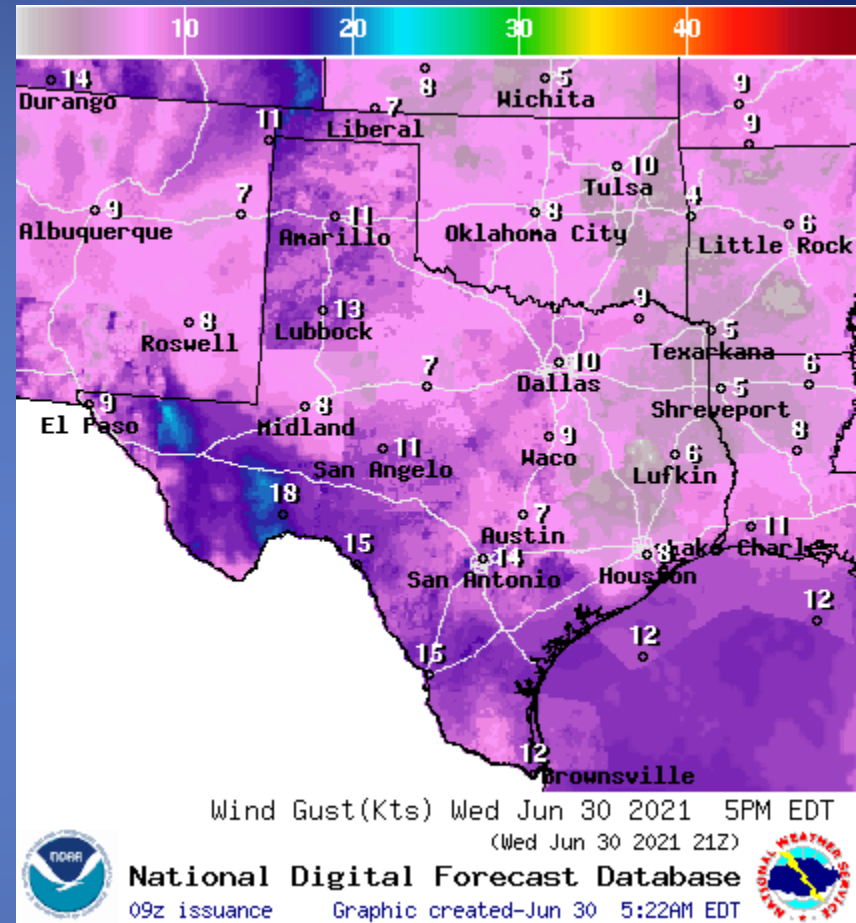 10 20 30 40
14
Durango
8
5
Wichita
9
7
Liberal
11
9
10
Tulsa
9
Albuquerque
7
11
Amarillo
8
Oklahoma City
4
6
Little Rock
8
Roswell
13
Lubbock
9
5
Texarkana
10
Dallas
7
5
Shreveport
6
9
El Paso
8
Midland
11
San Angelo
9
Waco
6
Lufkin
8
18
7
Austin
11
Lake Charles
15
14
San Antonio
8
Houston
12
12
15
12
Brownsville
Wind Gust(Kts) Wed Jun 30 2021 5PM EDT
(Wed Jun 30 2021 21Z)
NOAA
National Digital Forecast Database
NATIONAL WEATHER SERVICE
09z issuance Graphic created-Jun 30 5:22AM EDT